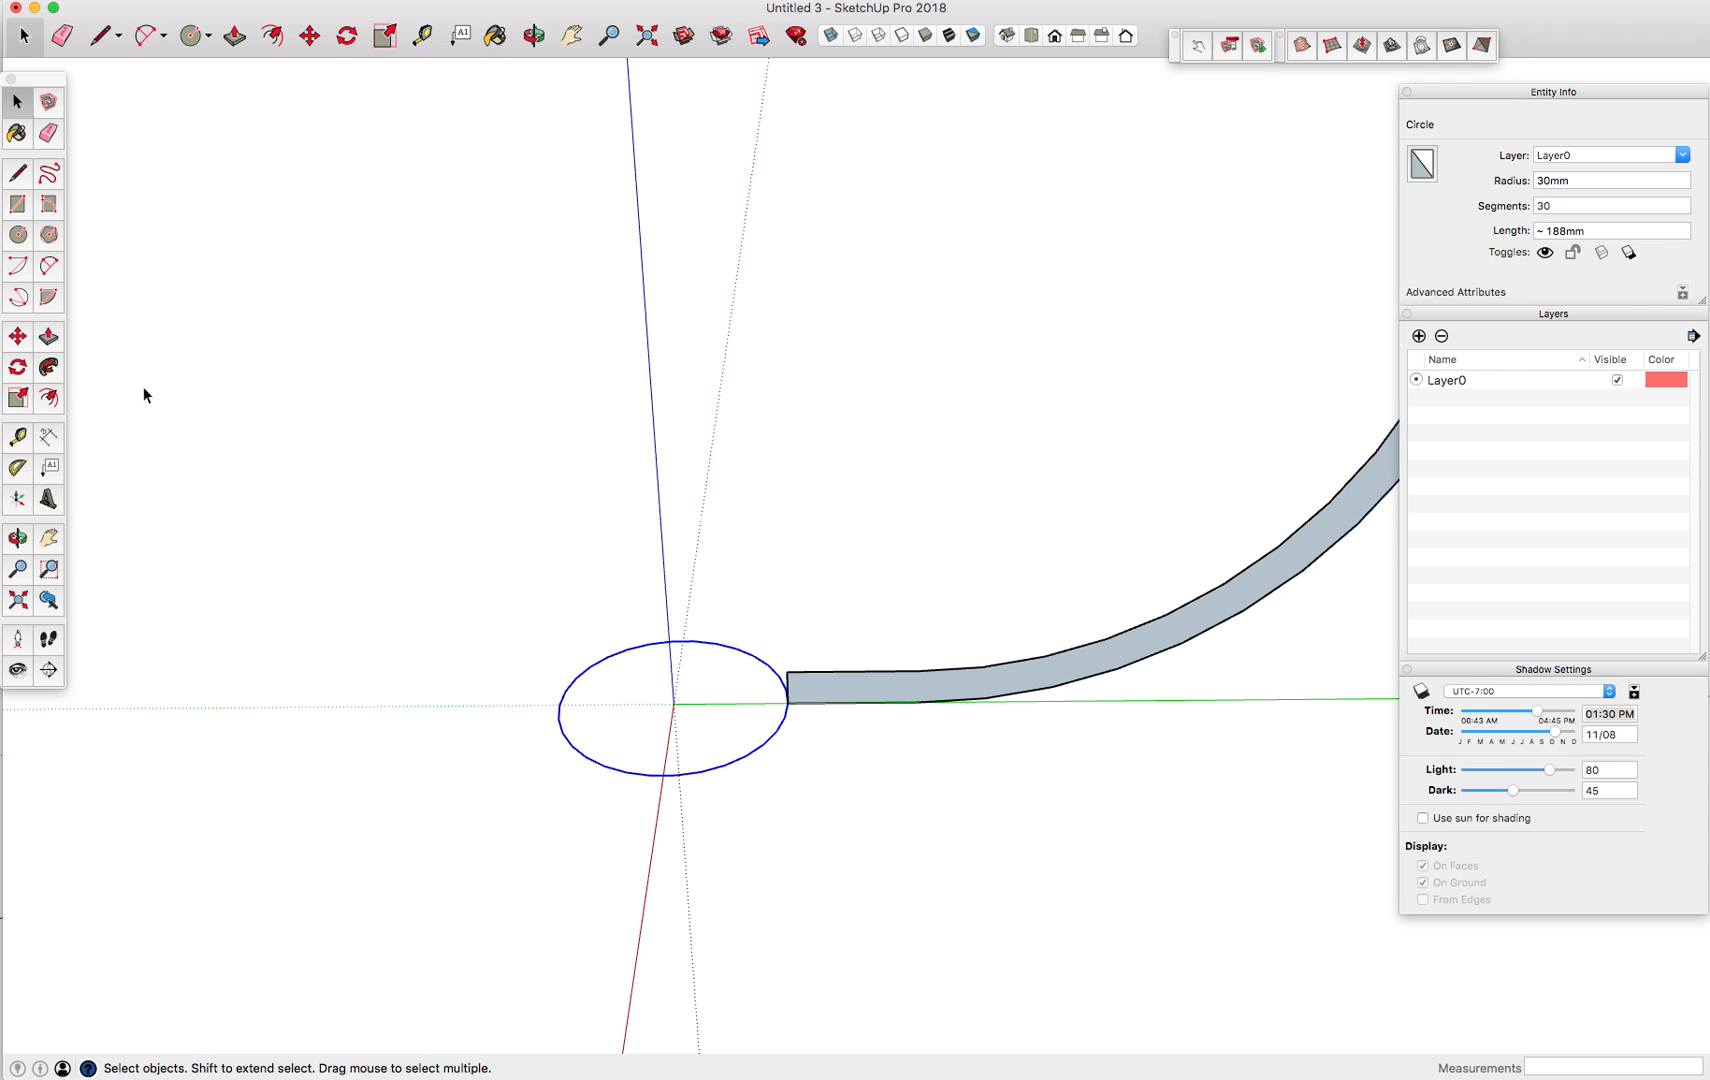 Untitled 3 - SketchUp Pro 2018
A1
Entity Info
Circle
Layer: Layer0
Radius: 30mm
Segments: 30
Length: ~ 188mm
Toggles:
Advanced Attributes
Layers
Name Visible Color
Layer0
A1
Shadow Settings
UTC-7:00
Time: 01:30 PM
06:43 AM 04:45 PM
Date: 11/08
J F M A M J J A S O N D
Light: 80
Dark: 45
Use sun for shading
Display:
On Faces
On Ground
From Edges
Select objects. Shift to extend select. Drag mouse to select multiple.
Measurements